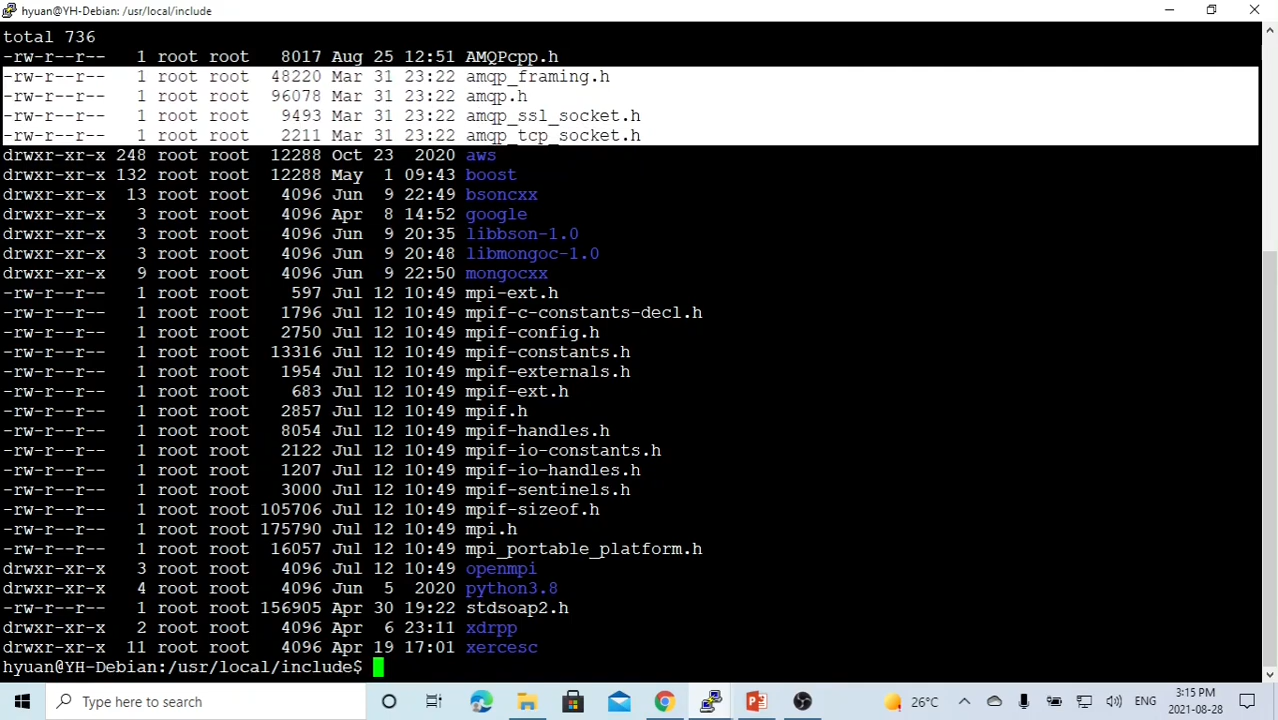 hyuan@YH-Debian: /usr/local/include
total 736
-rw-r--r--   1 root root   8017 Aug 25 12:51 AMQPcpp.h
-rw-r--r--   1 root root  48220 Mar 31 23:22 amqp_framing.h
-rw-r--r--   1 root root  96078 Mar 31 23:22 amqp.h
-rw-r--r--   1 root root   9493 Mar 31 23:22 amqp_ssl_socket.h
-rw-r--r--   1 root root   2211 Mar 31 23:22 amqp_tcp_socket.h
drwxr-xr-x 248 root root  12288 Oct 23  2020 aws
drwxr-xr-x 132 root root  12288 May  1 09:43 boost
drwxr-xr-x  13 root root   4096 Jun  9 22:49 bsoncxx
drwxr-xr-x   3 root root   4096 Apr  8 14:52 google
drwxr-xr-x   3 root root   4096 Jun  9 20:35 libbson-1.0
drwxr-xr-x   3 root root   4096 Jun  9 20:48 libmongoc-1.0
drwxr-xr-x   9 root root   4096 Jun  9 22:50 mongocxx
-rw-r--r--   1 root root    597 Jul 12 10:49 mpi-ext.h
-rw-r--r--   1 root root   1796 Jul 12 10:49 mpif-c-constants-decl.h
-rw-r--r--   1 root root   2750 Jul 12 10:49 mpif-config.h
-rw-r--r--   1 root root  13316 Jul 12 10:49 mpif-constants.h
-rw-r--r--   1 root root   1954 Jul 12 10:49 mpif-externals.h
-rw-r--r--   1 root root    683 Jul 12 10:49 mpif-ext.h
-rw-r--r--   1 root root   2857 Jul 12 10:49 mpif.h
-rw-r--r--   1 root root   8054 Jul 12 10:49 mpif-handles.h
-rw-r--r--   1 root root   2122 Jul 12 10:49 mpif-io-constants.h
-rw-r--r--   1 root root   1207 Jul 12 10:49 mpif-io-handles.h
-rw-r--r--   1 root root   3000 Jul 12 10:49 mpif-sentinels.h
-rw-r--r--   1 root root 105706 Jul 12 10:49 mpif-sizeof.h
-rw-r--r--   1 root root 175790 Jul 12 10:49 mpi.h
-rw-r--r--   1 root root  16057 Jul 12 10:49 mpi_portable_platform.h
drwxr-xr-x   3 root root   4096 Jul 12 10:49 openmpi
drwxr-xr-x   4 root root   4096 Jun  5  2020 python3.8
-rw-r--r--   1 root root 156905 Apr 30 19:22 stdsoap2.h
drwxr-xr-x   2 root root   4096 Apr  6 23:11 xdrpp
drwxr-xr-x  11 root root   4096 Apr 19 17:01 xercesc
hyuan@YH-Debian:/usr/local/include$
Type here to search
26°C
ENG
3:15 PM
2021-08-28